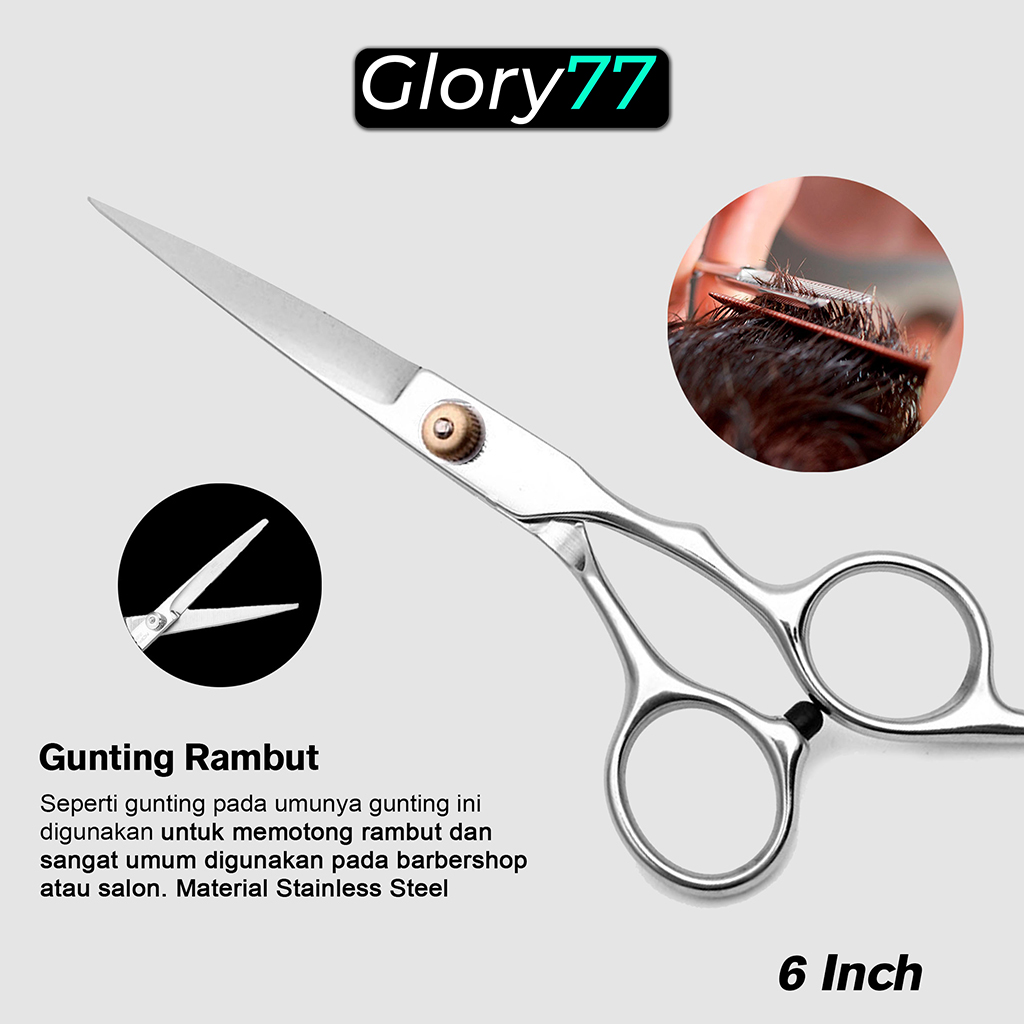 Glory77
Gunting Rambut
Seperti gunting pada umunya gunting ini
digunakan untuk memotong rambut dan
sangat umum digunakan pada barbershop
atau salon. Material Stainless Steel
6 Inch